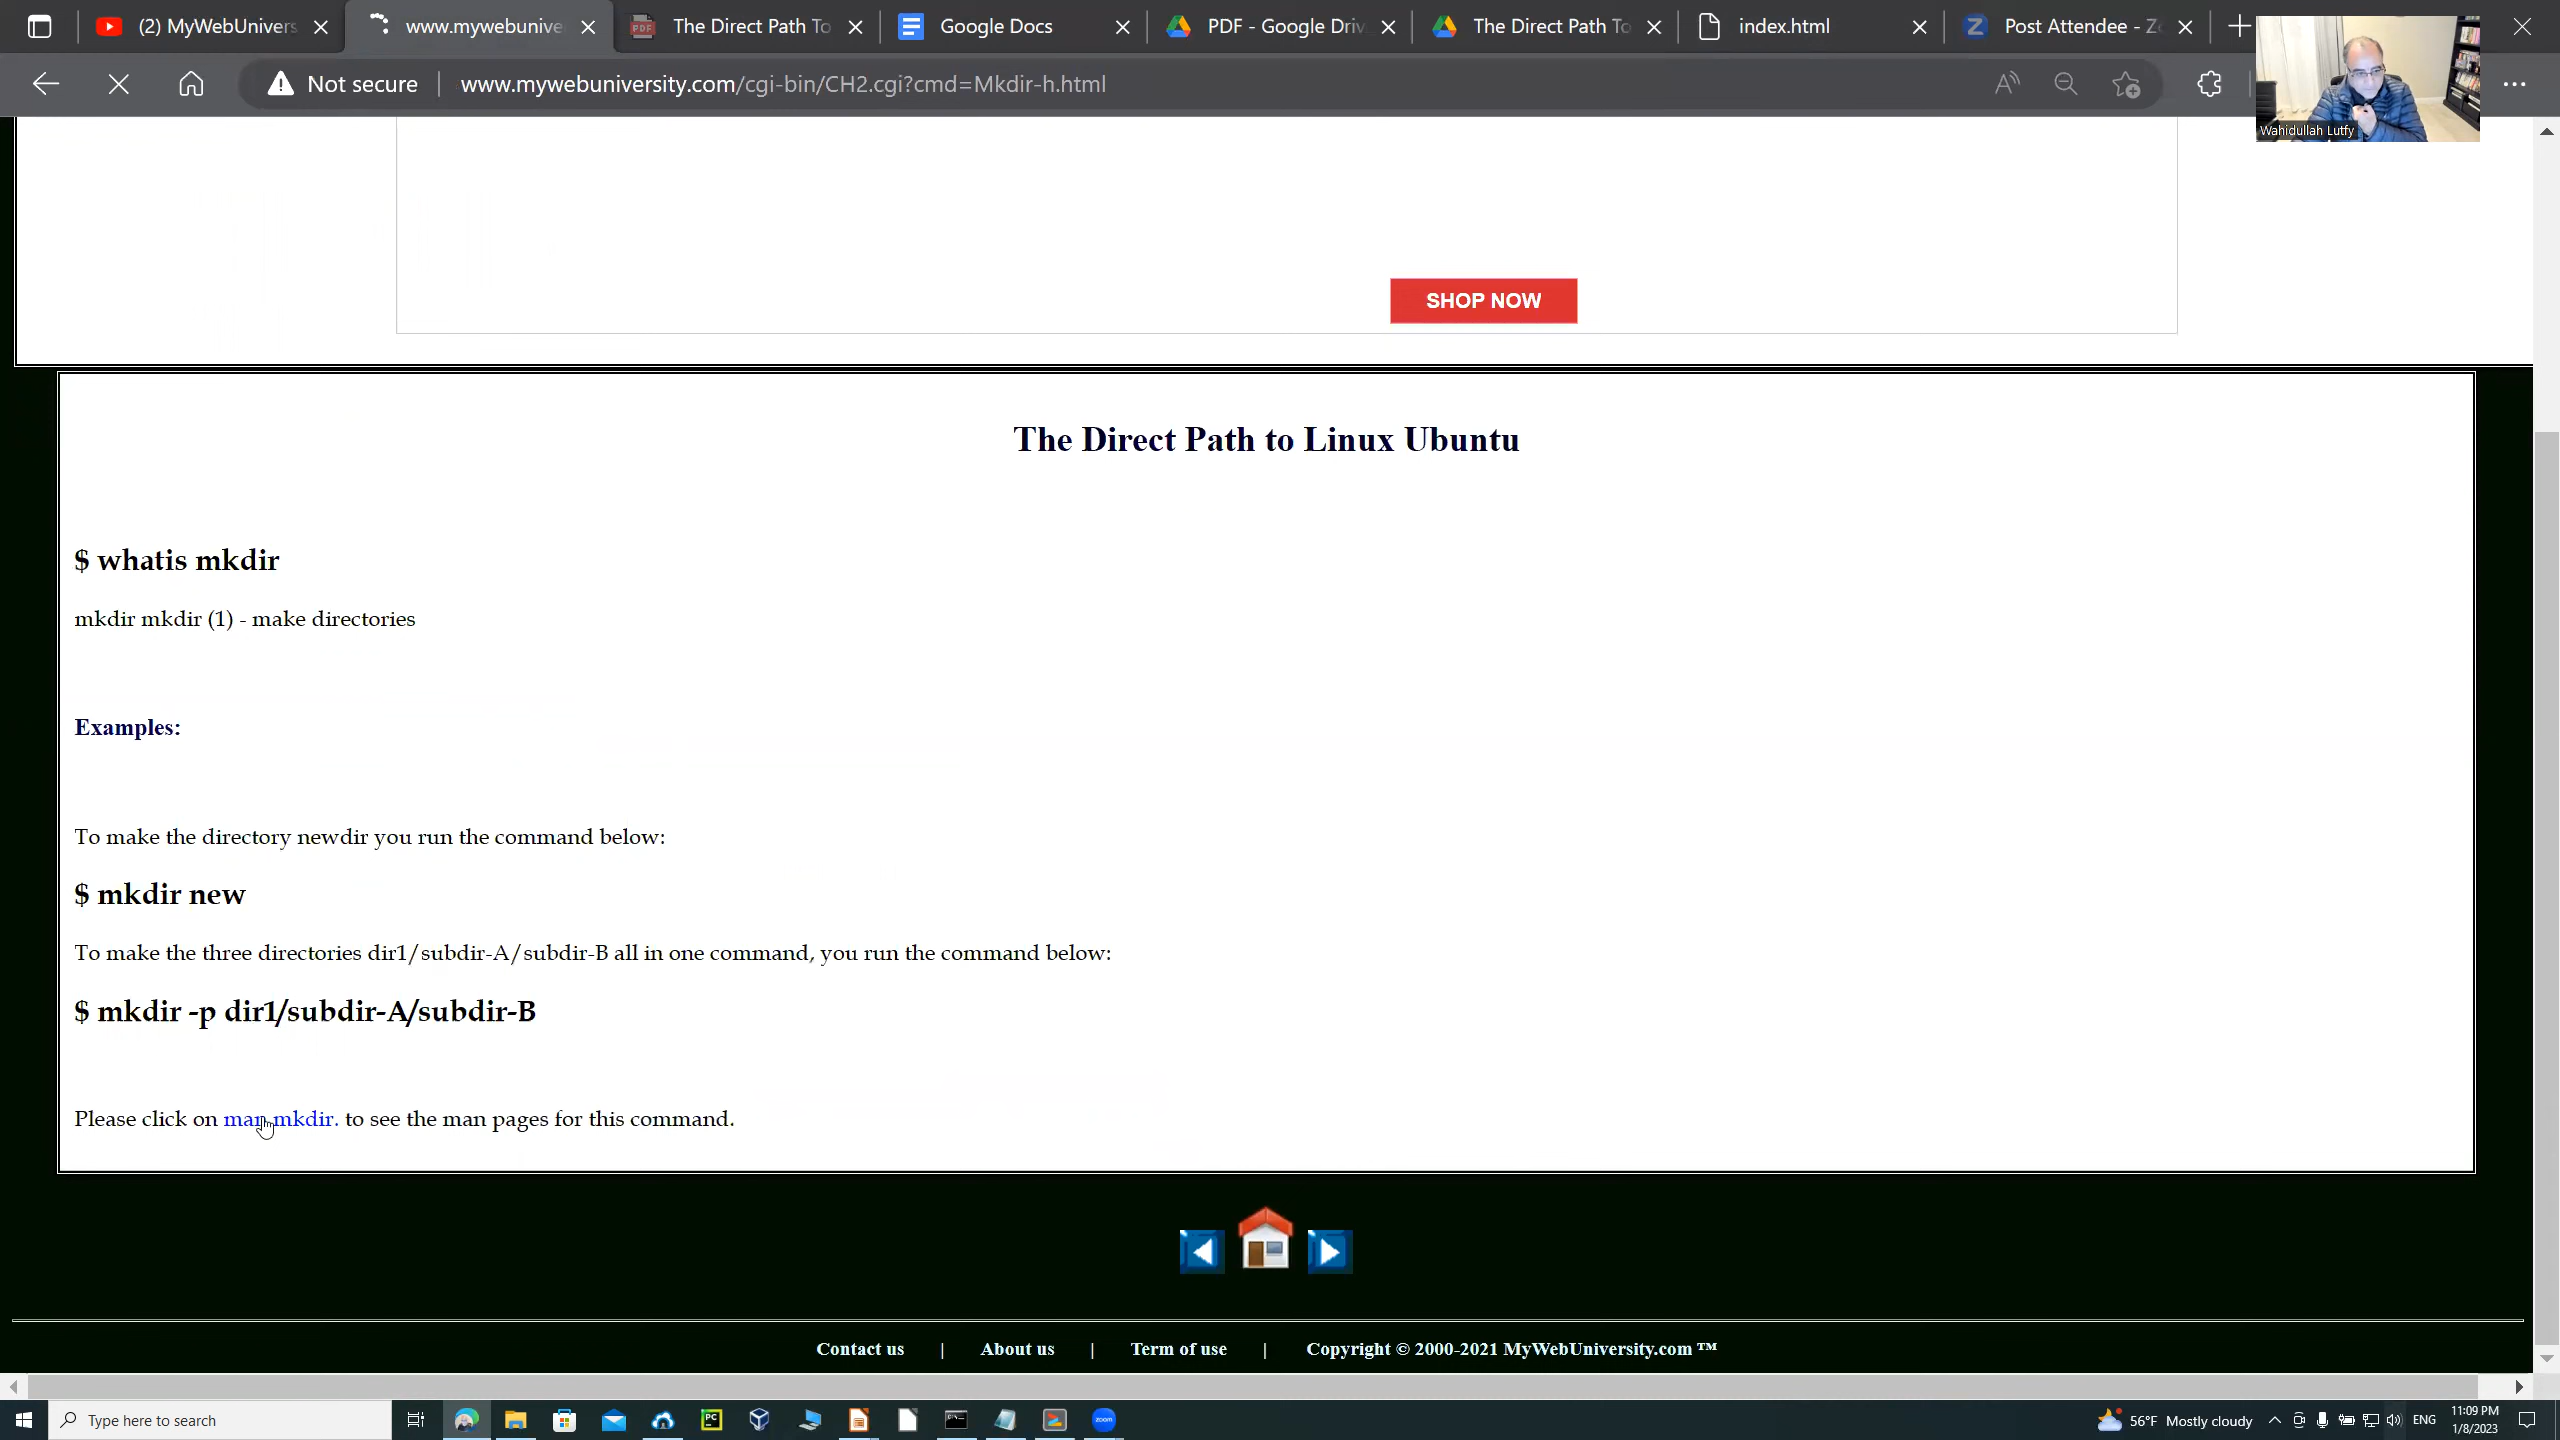 (2) MyWebUnivers
www.mywebunive
The Direct Path To
Google Docs
PDF - Google Driv
The Direct Path To
index.html
Post Attendee - Z
Not secure
www.mywebuniversity.com/cgi-bin/CH2.cgi?cmd=Mkdir-h.html
Wahidullah Lutfy
SHOP NOW
The Direct Path to Linux Ubuntu
$ whatis mkdir
mkdir mkdir (1) - make directories
Examples:
To make the directory newdir you run the command below:
$ mkdir new
To make the three directories dir1/subdir-A/subdir-B all in one command, you run the command below:
$ mkdir -p dir1/subdir-A/subdir-B
Please click on man mkdir. to see the man pages for this command.
Contact us | About us | Term of use | Copyright © 2000-2021 MyWebUniversity.com ™
Type here to search
56°F Mostly cloudy
ENG
11:09 PM
1/8/2023